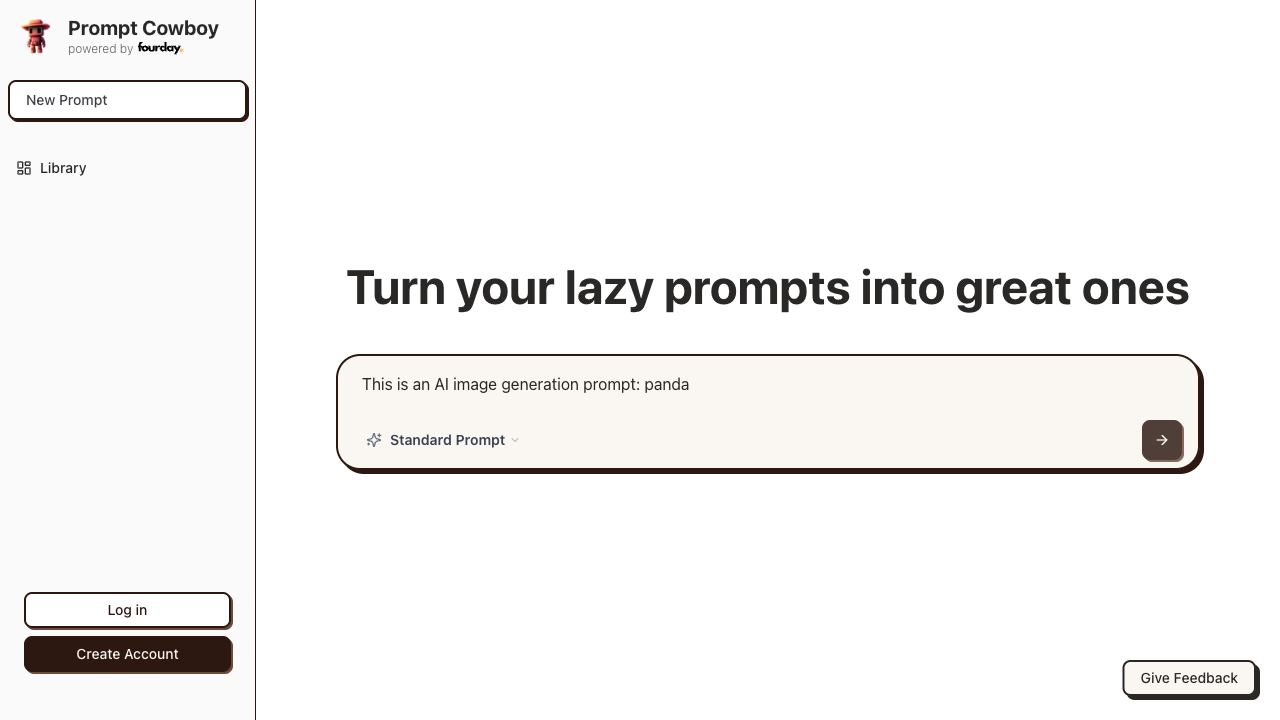 Prompt Cowboy
powered by fourday.
New Prompt
Library
Turn your lazy prompts into great ones
This is an AI image generation prompt: panda
Standard Prompt
Log in
Create Account
Give Feedback